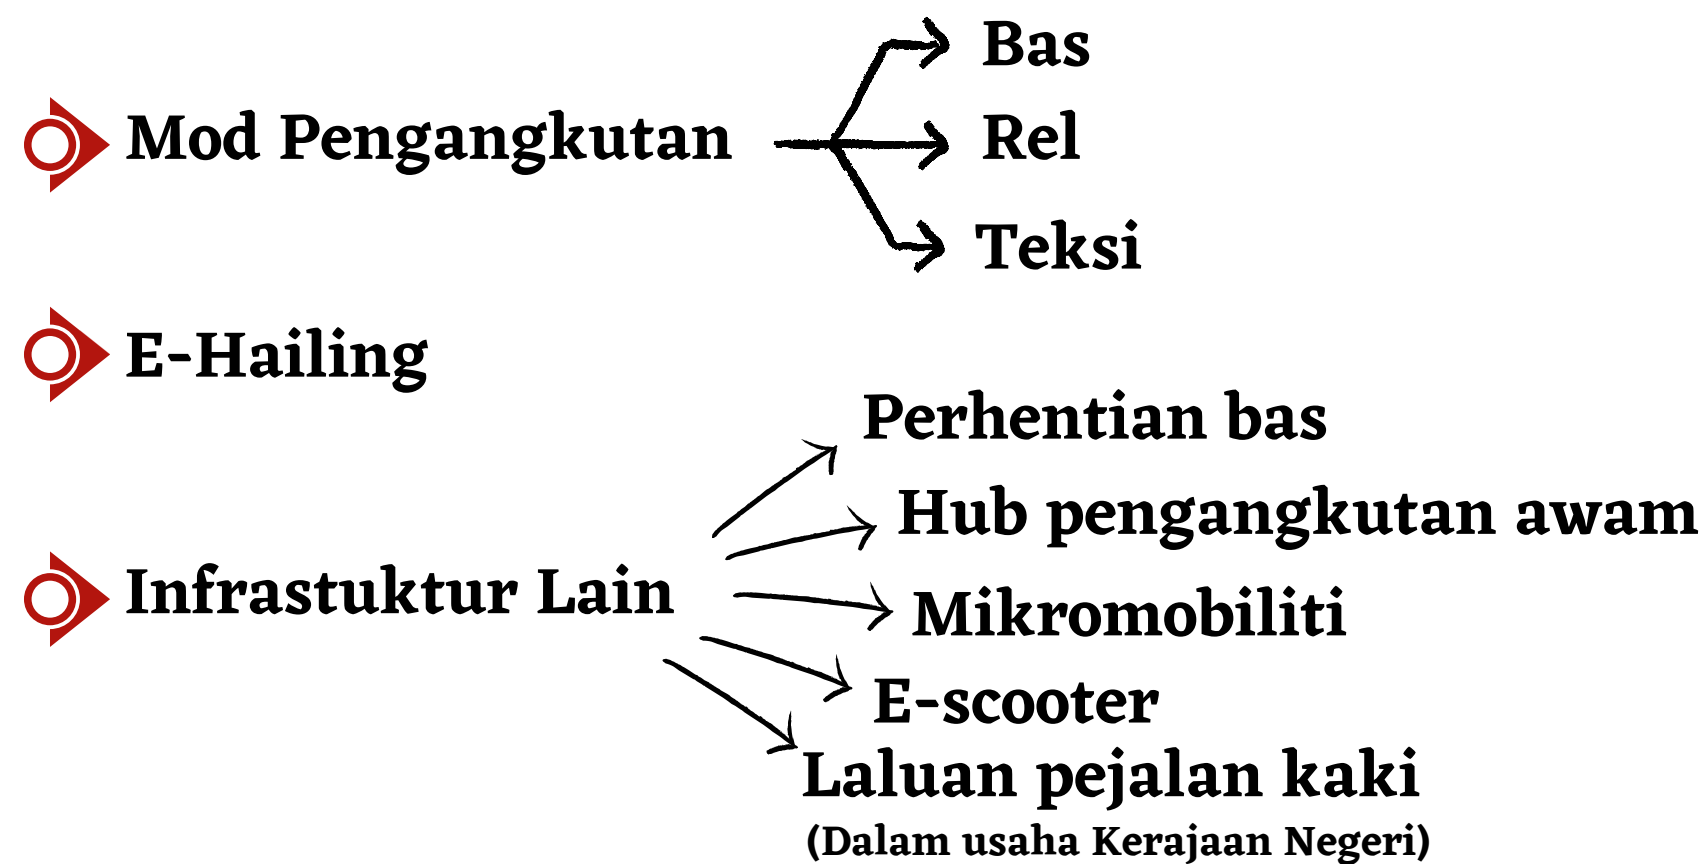 Mod Pengangkutan
Bas
Rel
Teksi
E-Hailing
Infrastuktur Lain
Perhentian bas
Hub pengangkutan awam
Mikromobiliti
E-scooter
Laluan pejalan kaki
(Dalam usaha Kerajaan Negeri)